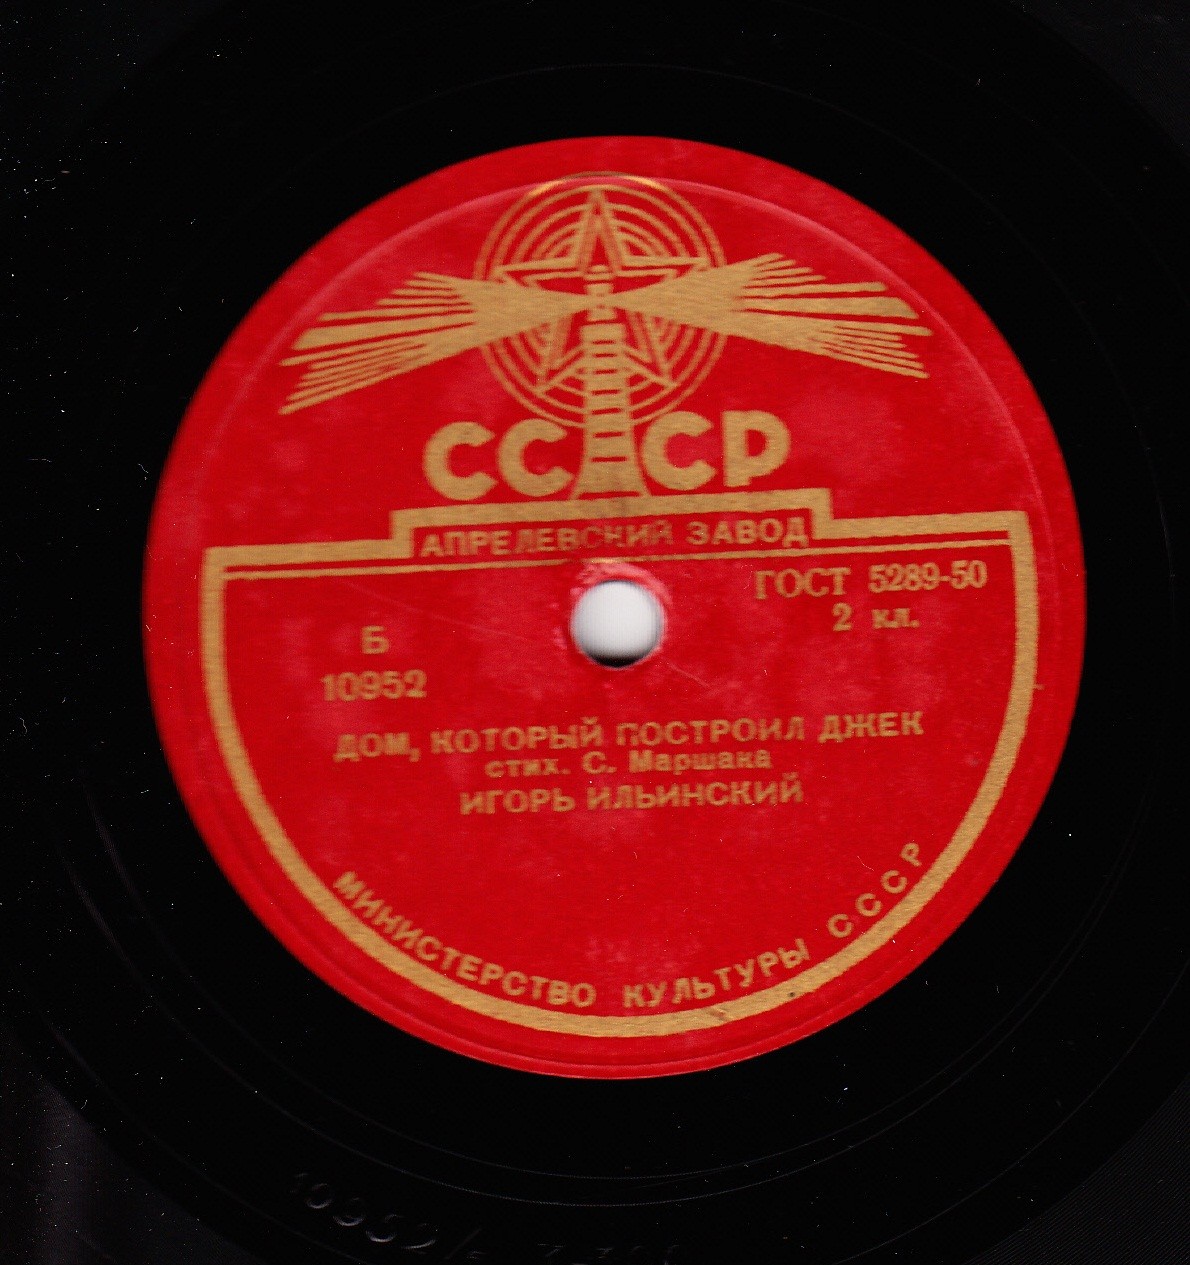 СССР
АПРЕЛЕВСКИЙ ЗАВОД
ГОСТ 5289-50
2 кл.
Б
10952
ДОМ, КОТОРЫЙ ПОСТРОИЛ ДЖЕК
стих. С. Маршака
ИГОРЬ ИЛЬИНСКИЙ
МИНИСТЕРСТВО КУЛЬТУРЫ СССР
10952/